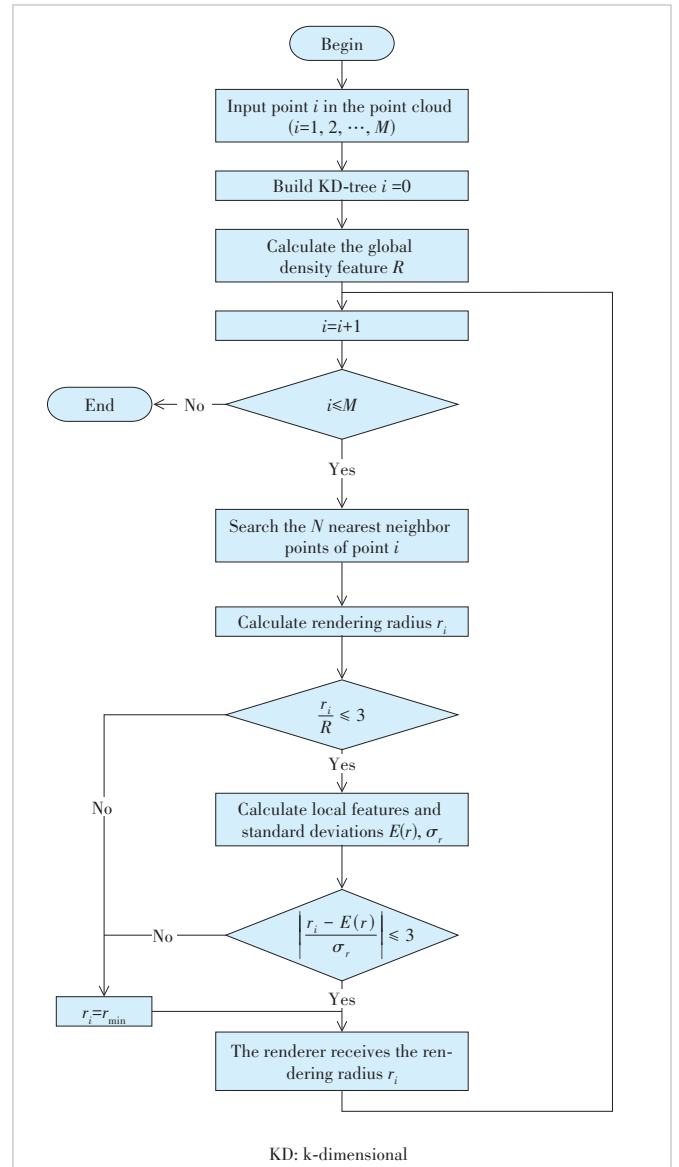 Begin
Input point i in the point cloud
(i=1, 2, ⋯, M)
Build KD-tree i =0
Calculate the global
density feature R
i=i+1
i≤M
No
End
Yes
Search the N nearest neighbor
points of point i
Calculate rendering radius r_i
r_i/R ≤ 3
Yes
No
Calculate local features and
standard deviations E(r), σ_r
|(r_i − E(r))/σ_r| ≤ 3
No
Yes
r_i=r_min
The renderer receives the ren-
dering radius r_i
KD: k-dimensional